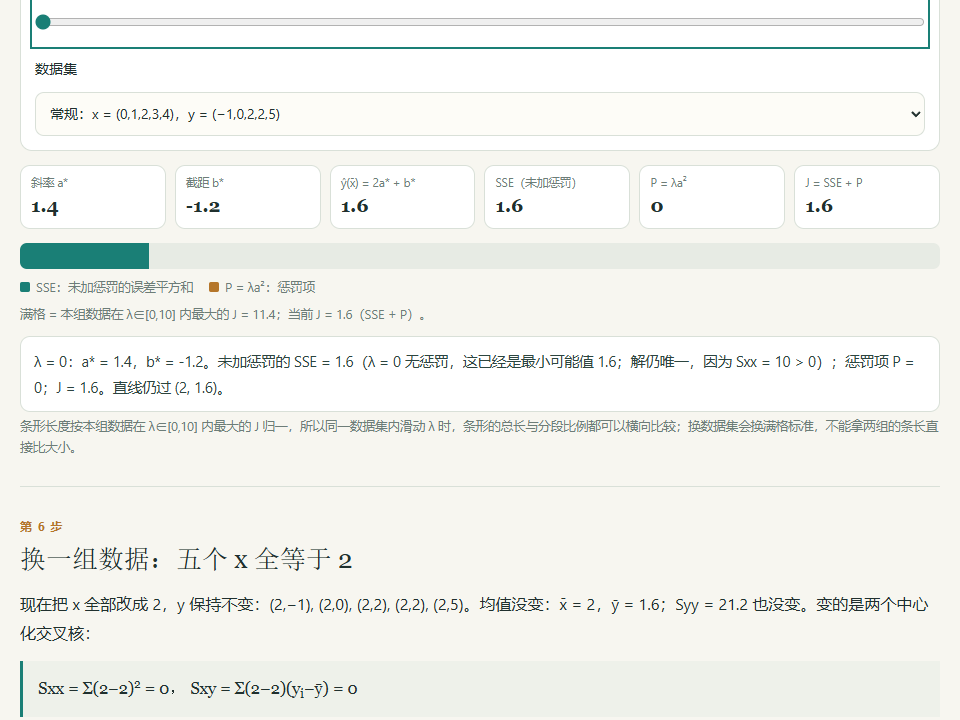 数据集
常规：x = (0,1,2,3,4)，y = (−1,0,2,2,5)
斜率 a*
1.4
截距 b*
-1.2
ŷ(x̄) = 2a* + b*
1.6
SSE（未加惩罚）
1.6
P = λa²
0
J = SSE + P
1.6
SSE：未加惩罚的误差平方和
P = λa²：惩罚项
满格 = 本组数据在 λ∈[0,10] 内最大的 J = 11.4；当前 J = 1.6（SSE + P）。
λ = 0：a* = 1.4，b* = -1.2。未加惩罚的 SSE = 1.6（λ = 0 无惩罚，这已经是最小可能值 1.6；解仍唯一，因为 Sxx = 10 > 0）；惩罚项 P =
0；J = 1.6。直线仍过 (2, 1.6)。
条形长度按本组数据在 λ∈[0,10] 内最大的 J 归一，所以同一数据集内滑动 λ 时，条形的总长与分段比例都可以横向比较；换数据集会换满格标准，不能拿两组的条长直
接比大小。
第 6 步
换一组数据：五个 x 全等于 2
现在把 x 全部改成 2，y 保持不变：(2,−1), (2,0), (2,2), (2,2), (2,5)。均值没变：x̄ = 2，ȳ = 1.6；Syy = 21.2 也没变。变的是两个中心
化交叉核：
Sxx = Σ(2−2)² = 0， Sxy = Σ(2−2)(yᵢ−ȳ) = 0